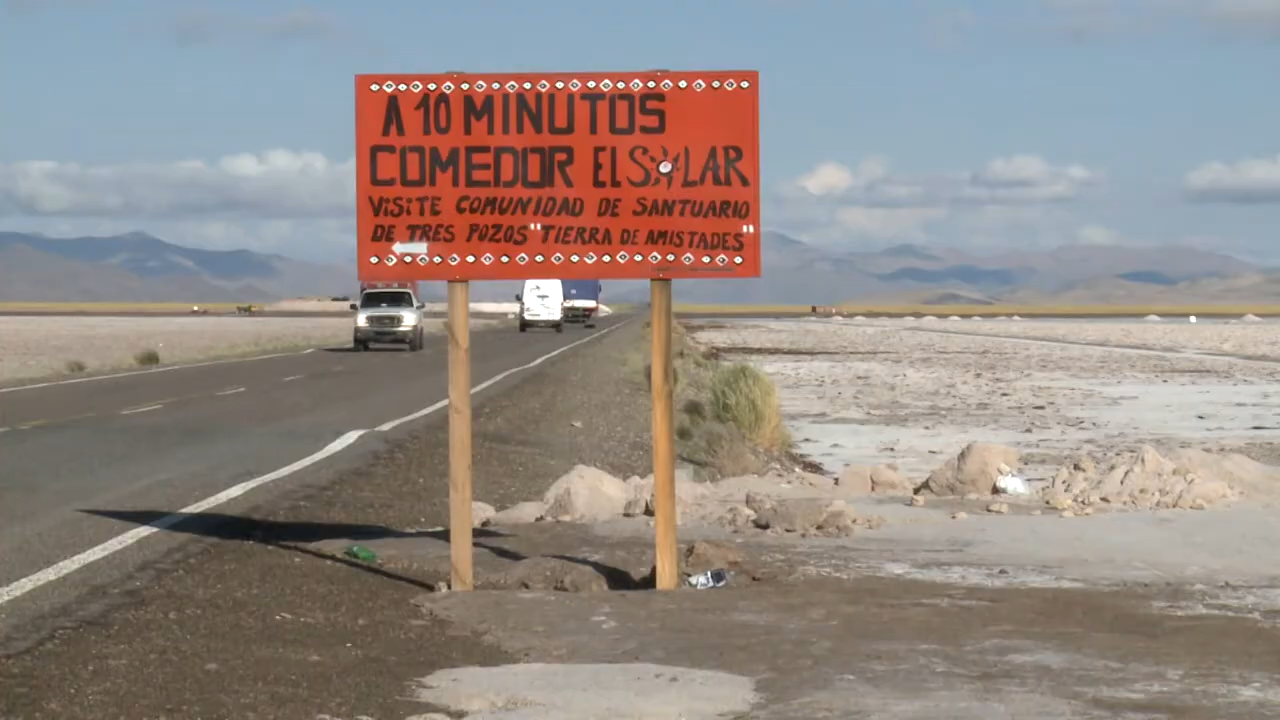 A 10 MINUTOS
COMEDOR EL SOLAR
VISITE COMUNIDAD DE SANTUARIO
DE TRES POZOS "TIERRA DE AMISTADES"